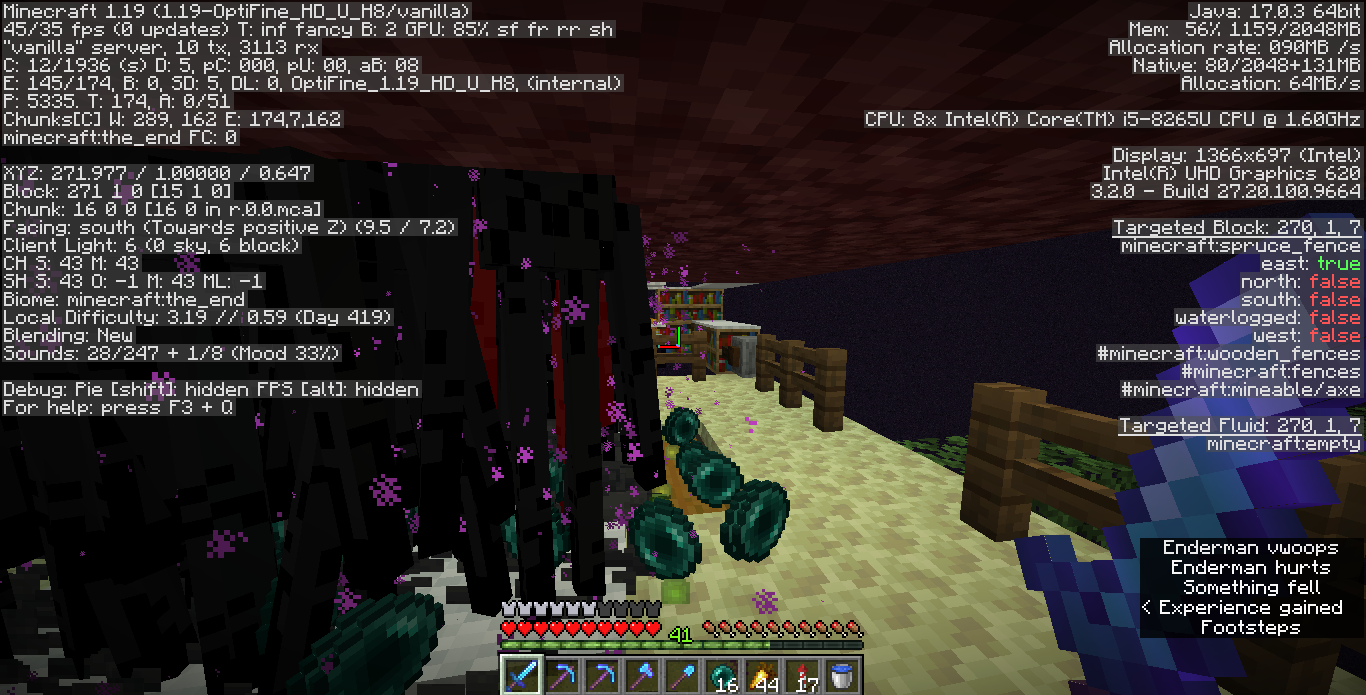 Minecraft 1.19 (1.19-OptiFine_HD_U_H8/vanilla)
45/35 fps (0 updates) T: inf fancy B: 2 GPU: 85% sf fr rr sh
"vanilla" server, 10 tx, 3113 rx
C: 12/1936 (s) D: 5, pC: 000, pU: 00, aB: 08
E: 145/174, B: 0, SD: 5, DL: 0, OptiFine_1.19_HD_U_H8, (internal)
P: 5335. T: 174, A: 0/51
Chunks[C] W: 289, 162 E: 174,7,162
minecraft:the_end FC: 0
XYZ: 271.977 / 1.00000 / 0.647
Block: 271 1 0 [15 1 0]
Chunk: 16 0 0 [16 0 in r.0.0.mca]
Facing: south (Towards positive Z) (9.5 / 7.2)
Client Light: 6 (0 sky, 6 block)
CH S: 43 M: 43
SH S: 43 O: -1 M: 43 ML: -1
Biome: minecraft:the_end
Local Difficulty: 3.19 // 0.59 (Day 419)
Blending: New
Sounds: 28/247 + 1/8 (Mood 33%)
Debug: Pie [shift]: hidden FPS [alt]: hidden
For help: press F3 + Q
Java: 17.0.3 64bit
Mem: 56% 1159/2048MB
Allocation rate: 090MB /s
Native: 80/2048+131MB
Allocation: 64MB/s
CPU: 8x Intel(R) Core(TM) i5-8265U CPU @ 1.60GHz
Display: 1366x697 (Intel)
Intel(R) UHD Graphics 620
3.2.0 - Build 27.20.100.9664
Targeted Block: 270, 1, 7
minecraft:spruce_fence
east: true
north: false
south: false
waterlogged: false
west: false
#minecraft:wooden_fences
#minecraft:fences
#minecraft:mineable/axe
Targeted Fluid: 270, 1, 7
minecraft:empty
Enderman vwoops
Enderman hurts
Something fell
< Experience gained
Footsteps
41
16 44 17